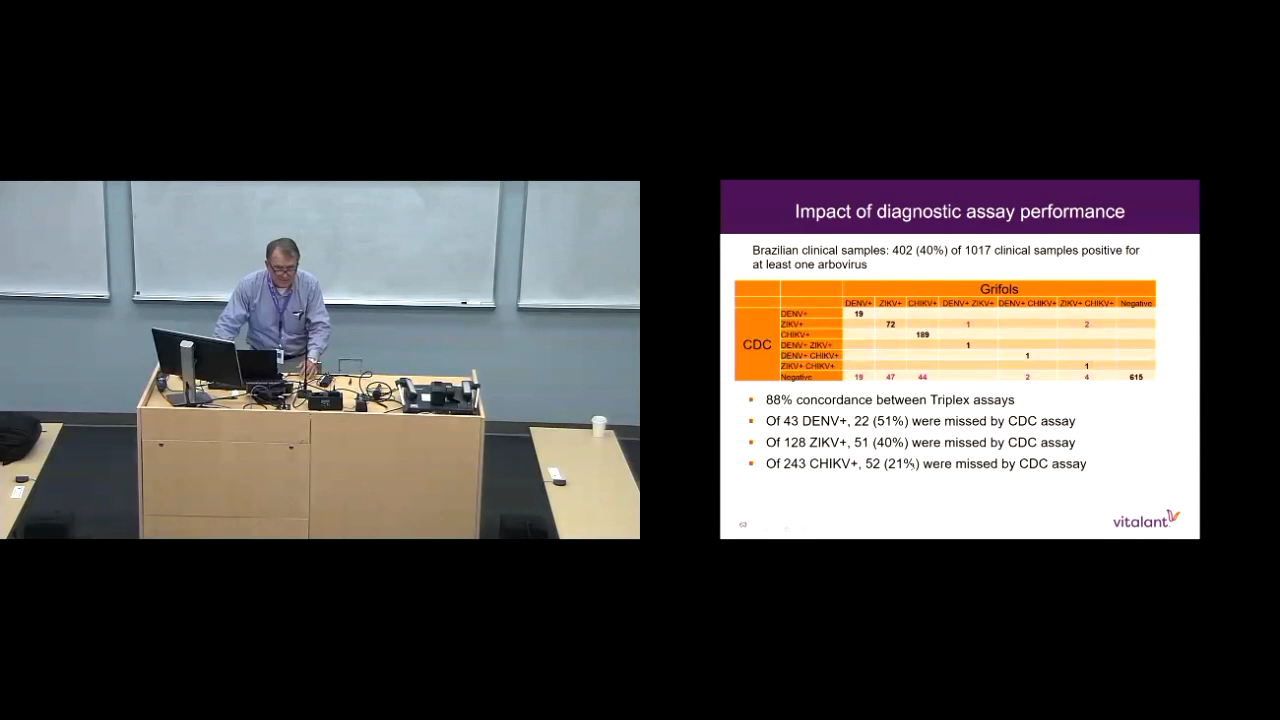 Impact of diagnostic assay performance
Brazilian clinical samples: 402 (40%) of 1017 clinical samples positive for
at least one arbovirus
Grifols
DENV+ ZIKV+ CHIKV+ DENV+ ZIKV+ DENV+ CHIKV+ ZIKV+ CHIKV+ Negative
CDC
DENV+ 19
ZIKV+ 72 1 2
CHIKV+ 189
DENV+ ZIKV+ 1
DENV+ CHIKV+ 1
ZIKV+ CHIKV+ 1
Negative 19 47 44 2 4 615
▪ 88% concordance between Triplex assays
▪ Of 43 DENV+, 22 (51%) were missed by CDC assay
▪ Of 128 ZIKV+, 51 (40%) were missed by CDC assay
▪ Of 243 CHIKV+, 52 (21%) were missed by CDC assay
63
vitalant